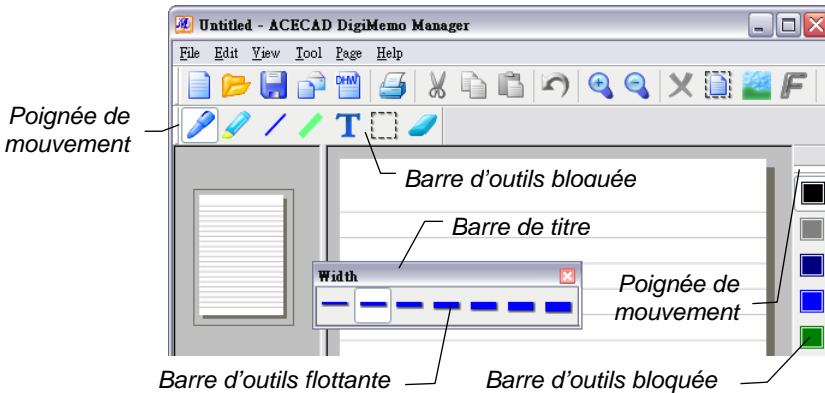 Untitled - ACECAD DigiMemo Manager
File Edit View Tool Page Help
DHW
F
Poignée de
mouvement
T
Barre d'outils bloquée
Barre de titre
Width
Poignée de
mouvement
Barre d'outils flottante
Barre d'outils bloquée